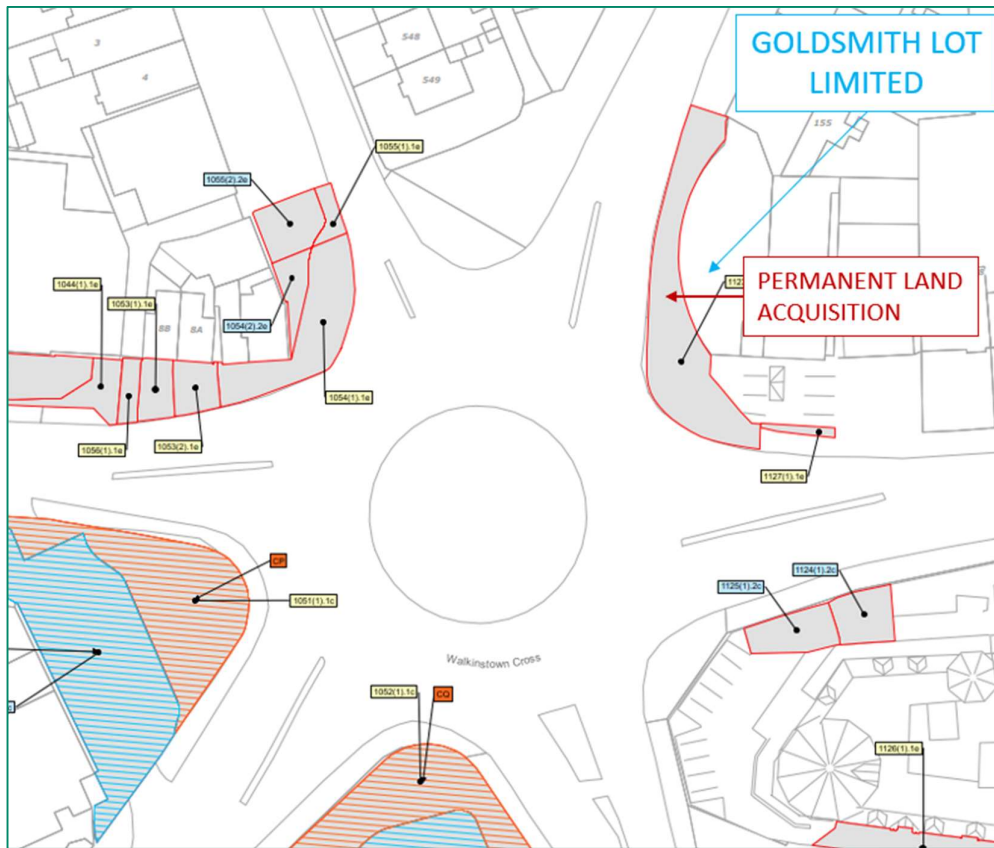 GOLDSMITH LOT
LIMITED
3
4
548
549
155
1055(1).1e
1055(2).2e
1044(1).1e
1053(1).1e
8B
8A
1054(2).2e
PERMANENT LAND
ACQUISITION
1054(1).1e
1056(1).1e
1053(2).1e
1127(1).1e
CP
1051(1).1c
1124(1).2c
1125(1).2c
Walkinstown Cross
1052(1).1c
CQ
1126(1).1e